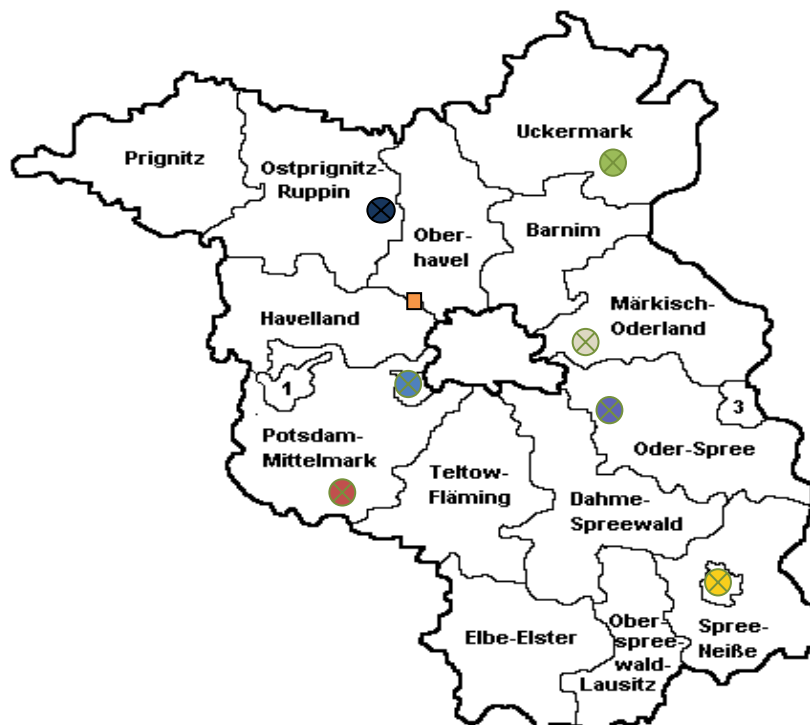 Uckermark
Prignitz
Ostprignitz-
Ruppin
Ober-
havel
Barnim
Märkisch-
Oderland
Havelland
1
3
Potsdam-
Mittelmark
Teltow-
Fläming
Oder-Spree
Dahme-
Spreewald
Elbe-Elster
Ober-
spree-
wald-
Lausitz
Spree-
Neiße